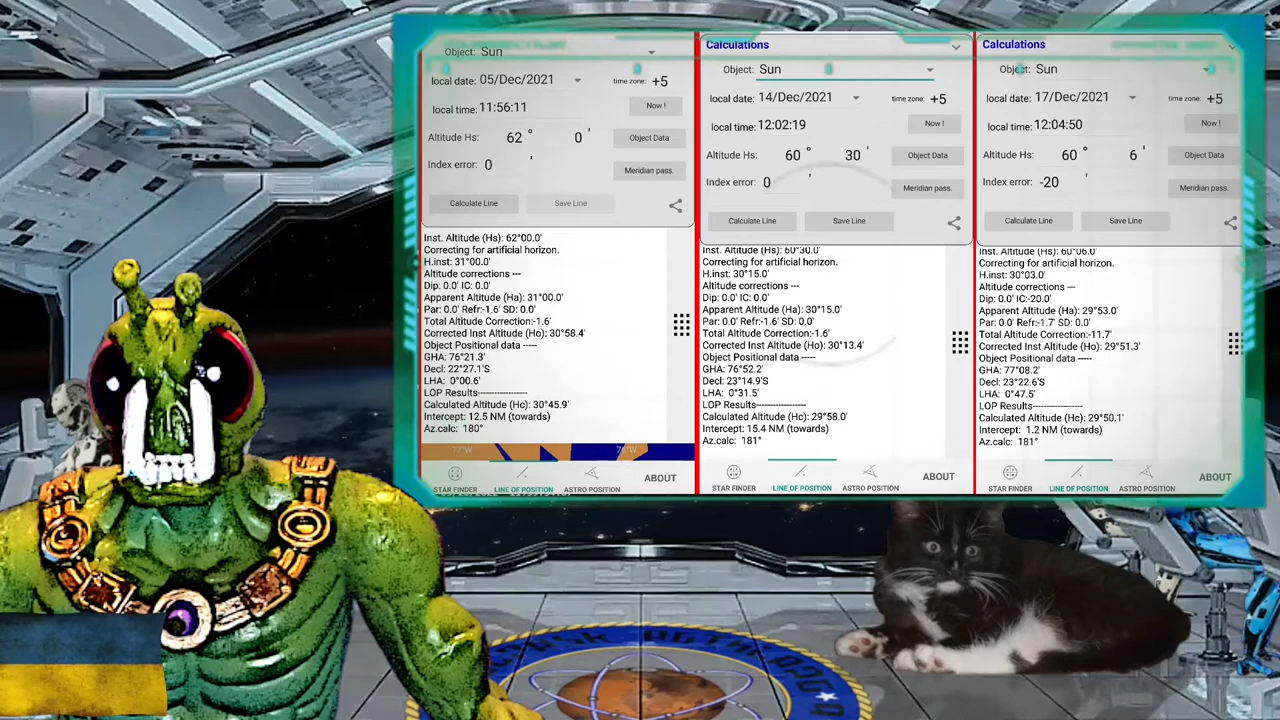 Object: Sun
local date: 05/Dec/2021 time zone: +5
local time: 11:56:11 Now !
Altitude Hs: 62 ° 0 ' Object Data
Index error: 0 ' Meridian pass.
Calculate Line Save Line
Inst. Altitude (Hs): 62°00.0'
Correcting for artificial horizon.
H.inst: 31°00.0'
Altitude corrections ---
Dip: 0.0' IC: 0.0'
Apparent Altitude (Ha): 31°00.0'
Par: 0.0' Refr:-1.6' SD: 0.0'
Total Altitude Correction:-1.6'
Corrected Inst Altitude (Ho): 30°58.4'
Object Positional data -----
GHA: 76°21.3'
Decl: 22°27.1'S
LHA: 0°00.6'
LOP Results------------------
Calculated Altitude (Hc): 30°45.9'
Intercept: 12.5 NM (towards)
Az.calc: 180°
77°W 76°W
STAR FINDER LINE OF POSITION ASTRO POSITION ABOUT
Calculations
Object: Sun
local date: 14/Dec/2021 time zone: +5
local time: 12:02:19 Now !
Altitude Hs: 60 ° 30 ' Object Data
Index error: 0 ' Meridian pass.
Calculate Line Save Line
Inst. Altitude (Hs): 60°30.0'
Correcting for artificial horizon.
H.inst: 30°15.0'
Altitude corrections ---
Dip: 0.0' IC: 0.0'
Apparent Altitude (Ha): 30°15.0'
Par: 0.0' Refr:-1.6' SD: 0.0'
Total Altitude Correction:-1.6'
Corrected Inst Altitude (Ho): 30°13.4'
Object Positional data -----
GHA: 76°52.2'
Decl: 23°14.9'S
LHA: 0°31.5'
LOP Results------------------
Calculated Altitude (Hc): 29°58.0'
Intercept: 15.4 NM (towards)
Az.calc: 181°
STAR FINDER LINE OF POSITION ASTRO POSITION ABOUT
Calculations
Object: Sun
local date: 17/Dec/2021 time zone: +5
local time: 12:04:50 Now !
Altitude Hs: 60 ° 6 ' Object Data
Index error: -20 ' Meridian pass.
Calculate Line Save Line
Inst. Altitude (Hs): 60°06.0'
Correcting for artificial horizon.
H.inst: 30°03.0'
Altitude corrections ---
Dip: 0.0' IC:-20.0'
Apparent Altitude (Ha): 29°53.0'
Par: 0.0' Refr:-1.7' SD: 0.0'
Total Altitude Correction:-11.7'
Corrected Inst Altitude (Ho): 29°51.3'
Object Positional data -----
GHA: 77°08.2'
Decl: 23°22.6'S
LHA: 0°47.5'
LOP Results------------------
Calculated Altitude (Hc): 29°50.1'
Intercept: 1.2 NM (towards)
Az.calc: 181°
STAR FINDER LINE OF POSITION ASTRO POSITION ABOUT